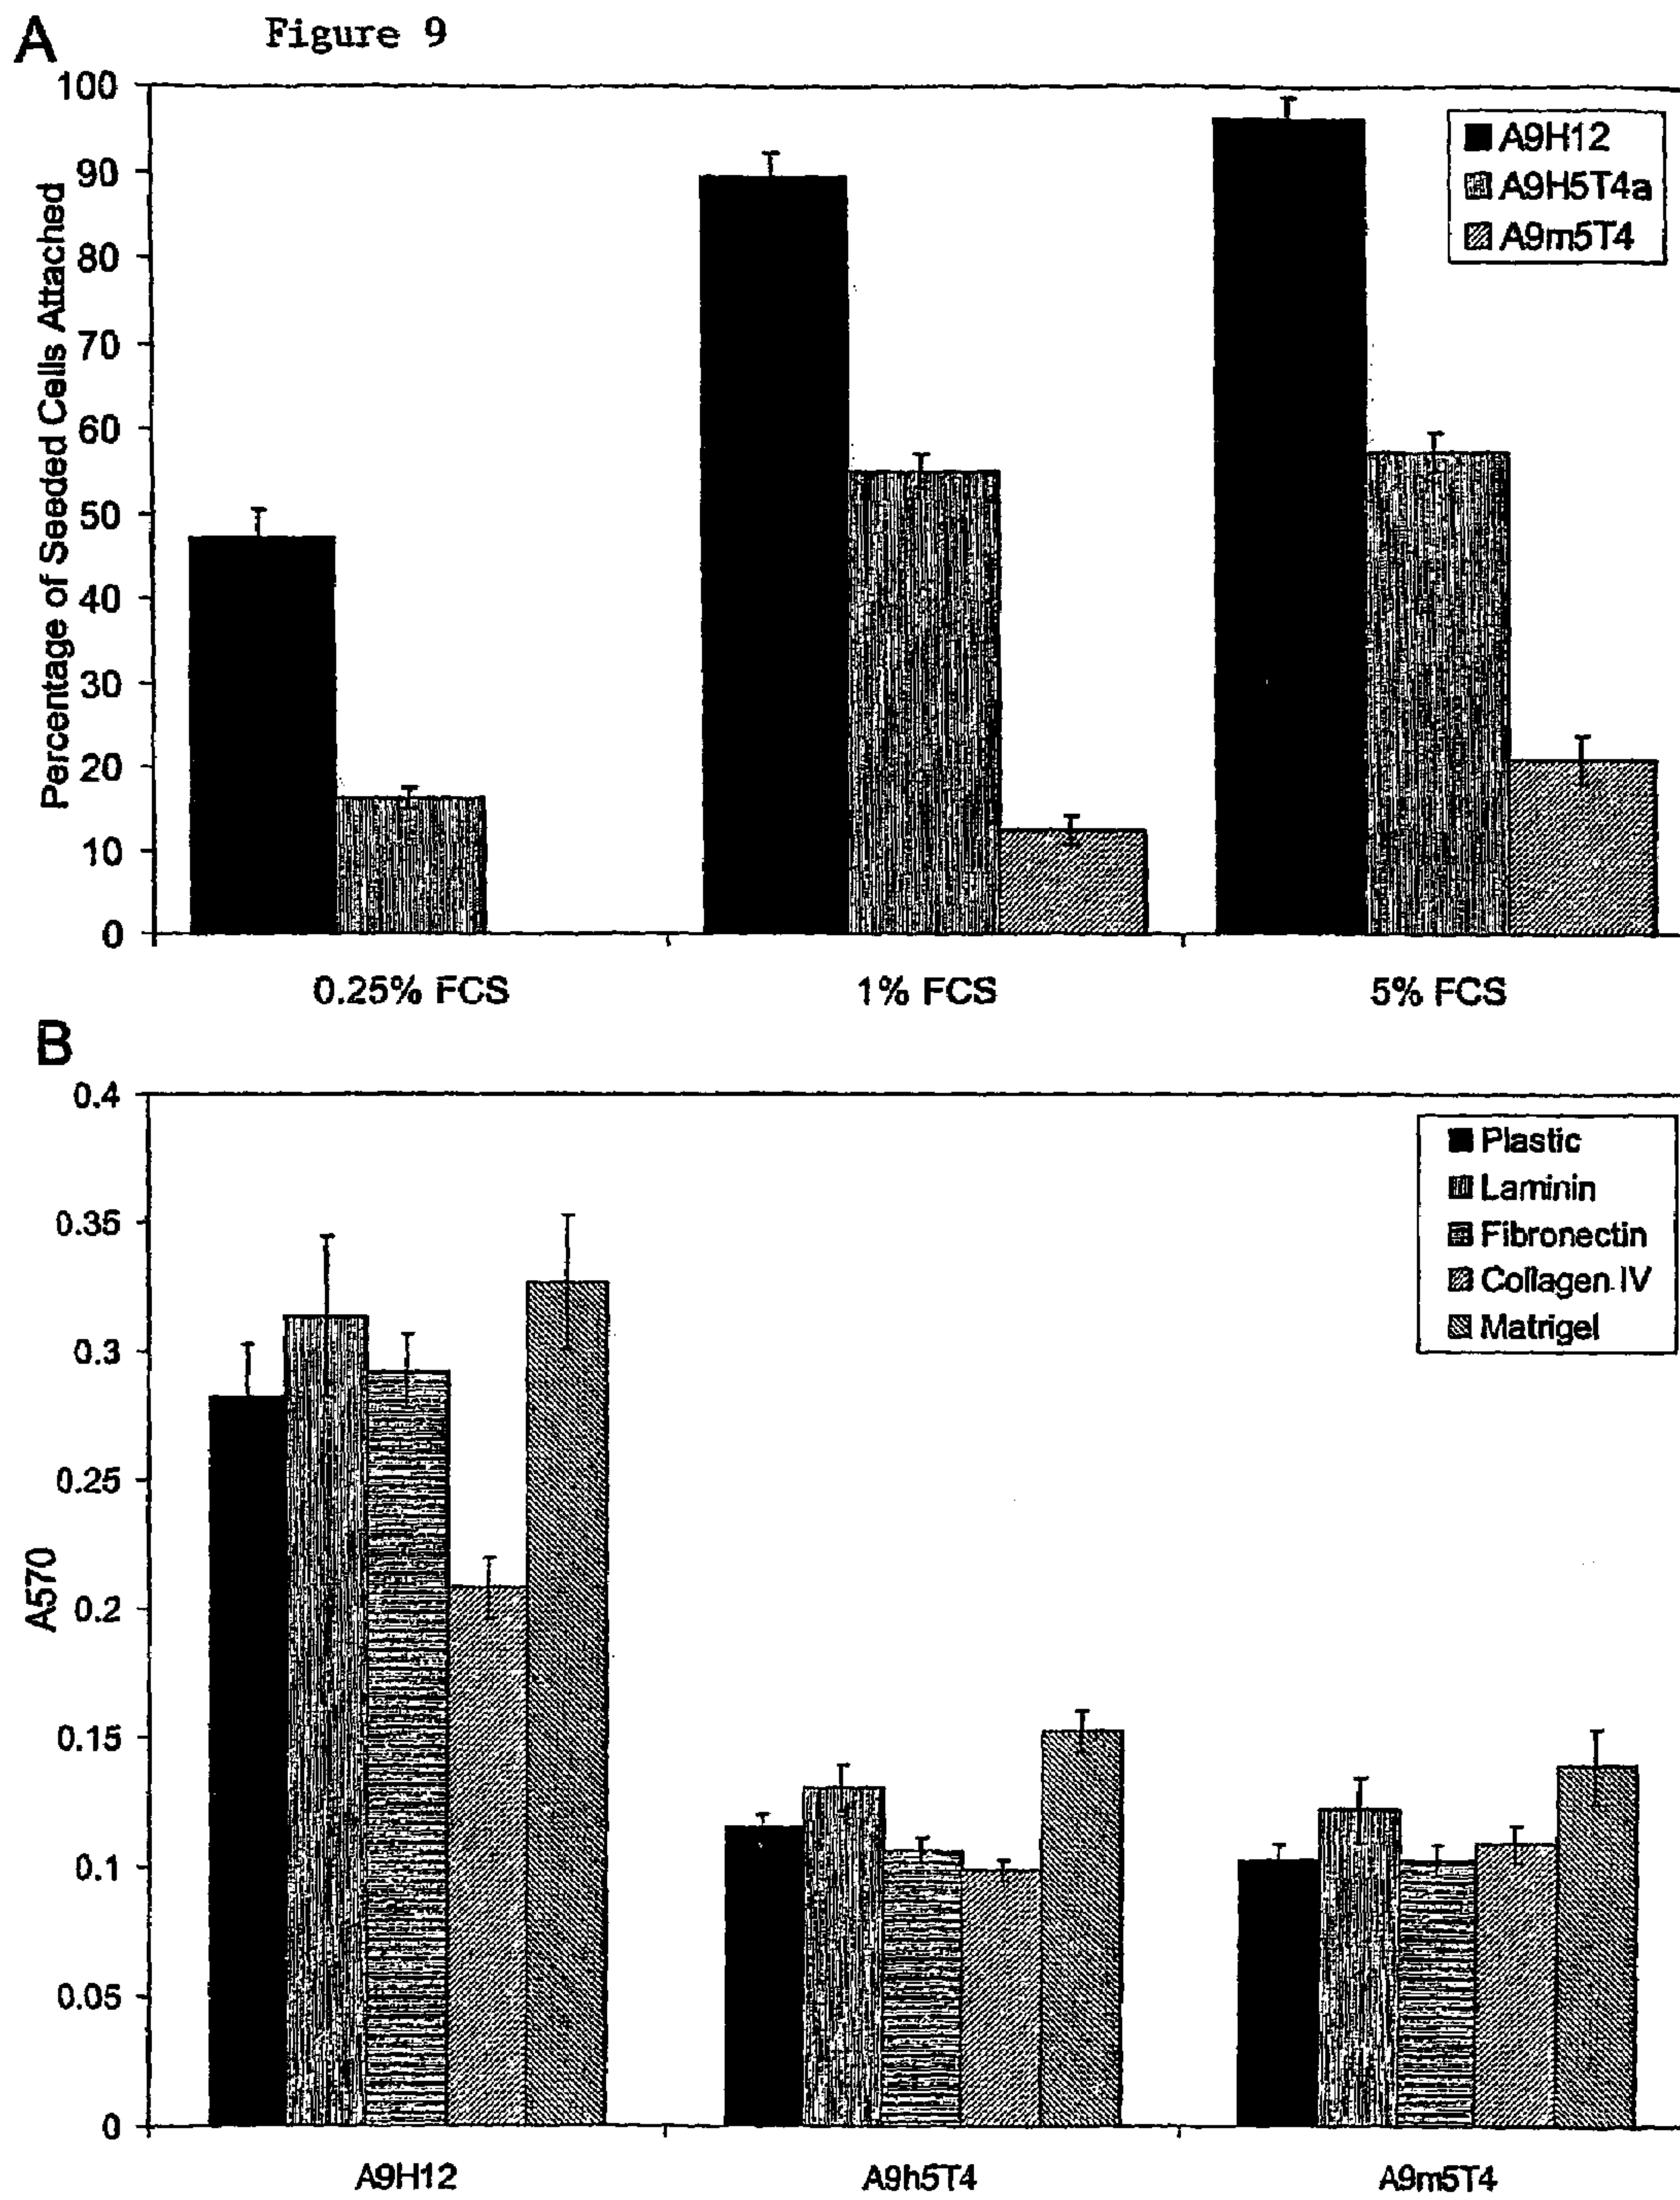 A
Figure 9
100
90
80
70
60
50
40
30
20
10
0
Percentage of Seeded Cells Attached
A9H12
A9H5T4a
A9m5T4
0.25% FCS
1% FCS
5% FCS
B
0.4
0.35
0.3
0.25
0.2
0.15
0.1
0.05
0
A570
Plastic
Laminin
Fibronectin
Collagen IV
Matrigel
A9H12
A9h5T4
A9m5T4